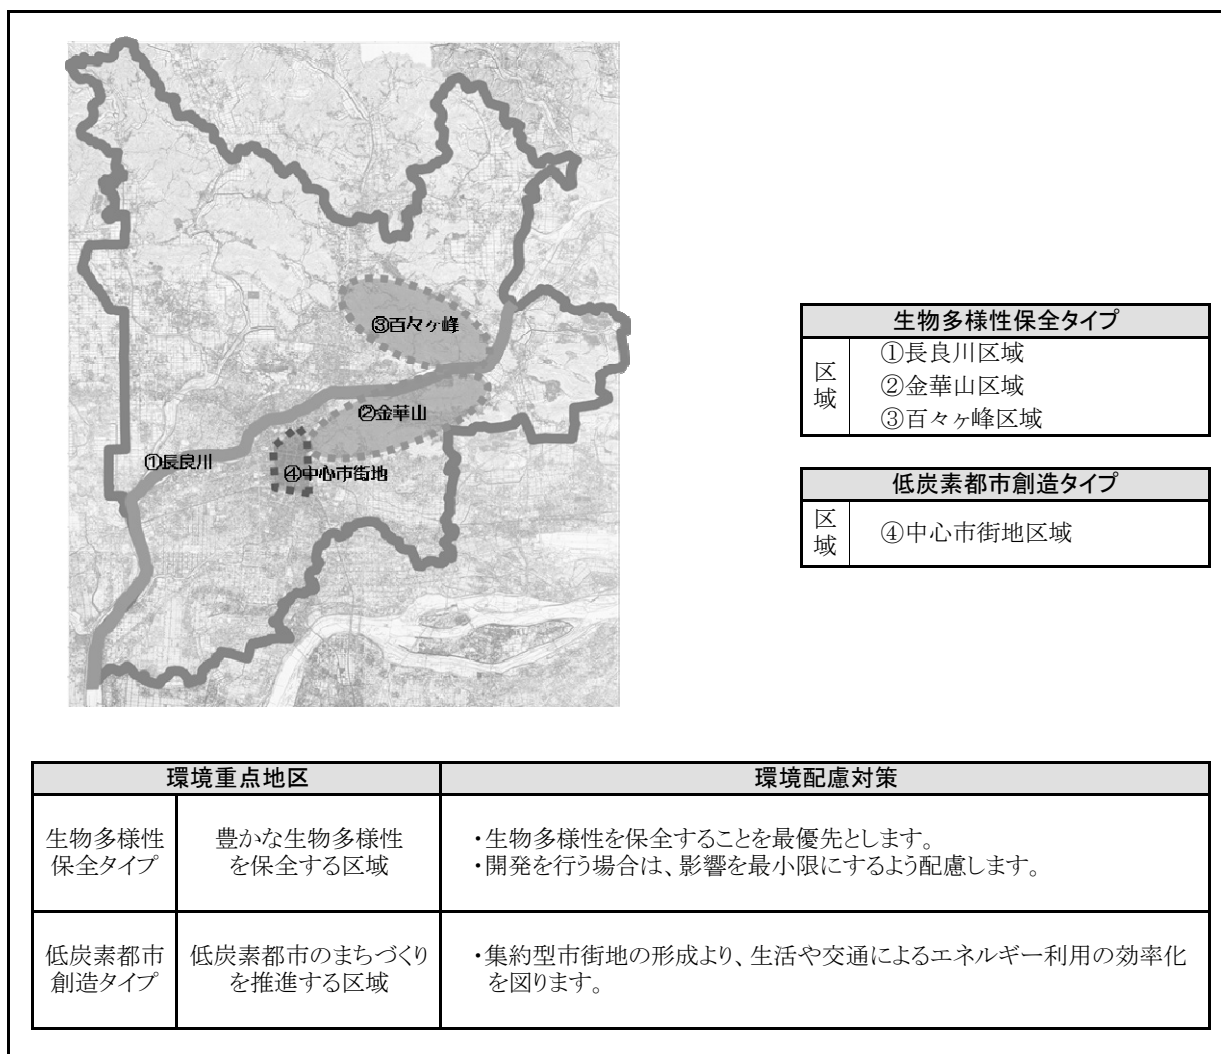 ③百々ヶ峰
②金華山
①長良川
④中心市街地
生物多様性保全タイプ
区域
①長良川区域
②金華山区域
③百々ヶ峰区域
低炭素都市創造タイプ
区域
④中心市街地区域
環境重点地区
環境配慮対策
生物多様性
保全タイプ
豊かな生物多様性
を保全する区域
・生物多様性を保全することを最優先とします。
・開発を行う場合は、影響を最小限にするよう配慮します。
低炭素都市
創造タイプ
低炭素都市のまちづくり
を推進する区域
・集約型市街地の形成より、生活や交通によるエネルギー利用の効率化
を図ります。